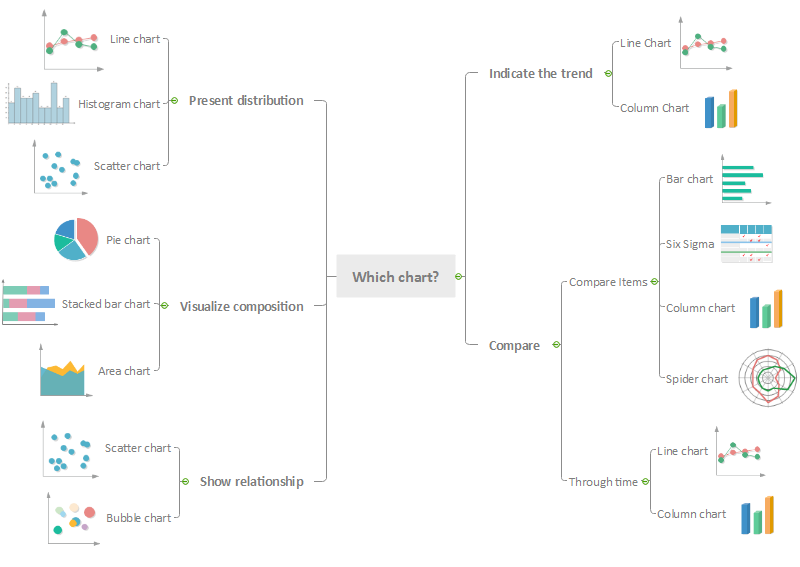 Which chart?
Present distribution
Line chart
Histogram chart
Scatter chart
Visualize composition
Pie chart
Stacked bar chart
Area chart
Show relationship
Scatter chart
Bubble chart
Indicate the trend
Line Chart
Column Chart
Compare
Compare Items
Bar chart
Six Sigma
Column chart
Spider chart
Through time
Line chart
Column chart